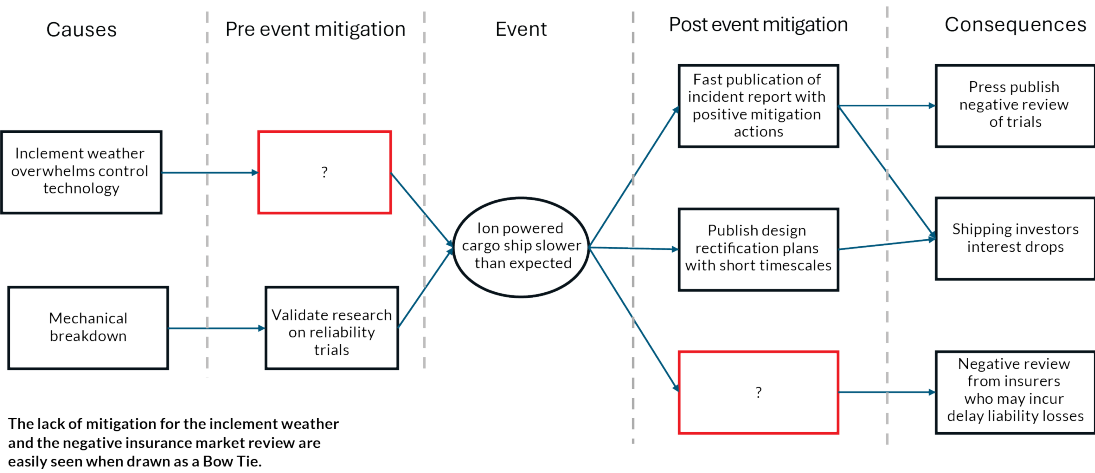 Causes
Pre event mitigation
Event
Post event mitigation
Consequences
Inclement weather
overwhelms control
technology
?
Mechanical
breakdown
Validate research
on reliability
trials
Ion powered
cargo ship slower
than expected
Fast publication of
incident report with
positive mitigation
actions
Publish design
rectification plans
with short timescales
?
Press publish
negative review
of trials
Shipping investors
interest drops
Negative review
from insurers
who may incur
delay liability losses
The lack of mitigation for the inclement weather
and the negative insurance market review are
easily seen when drawn as a Bow Tie.